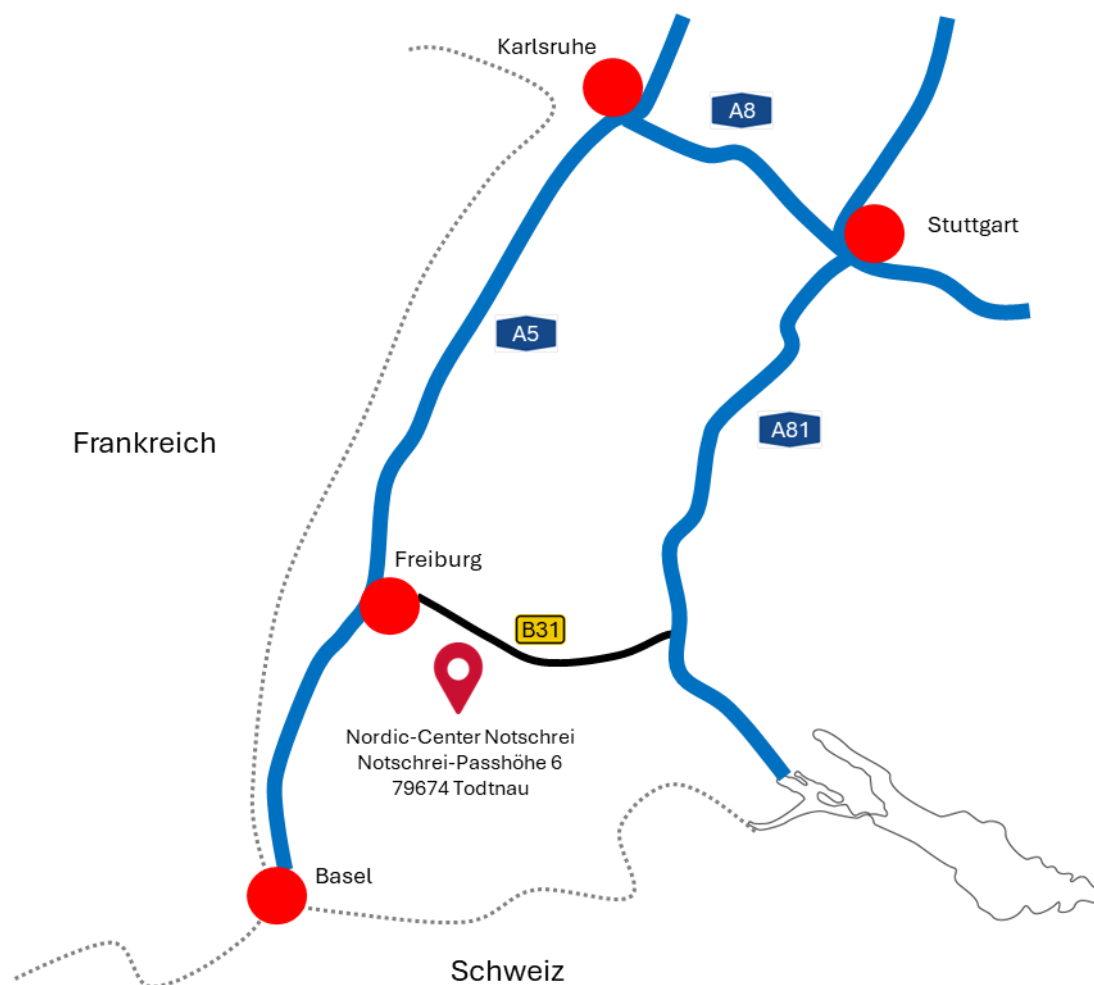 Karlsruhe
A8
Stuttgart
A5
A81
Frankreich
Freiburg
B31
Nordic-Center Notschrei
Notschrei-Passhöhe 6
79674 Todtnau
Basel
Schweiz